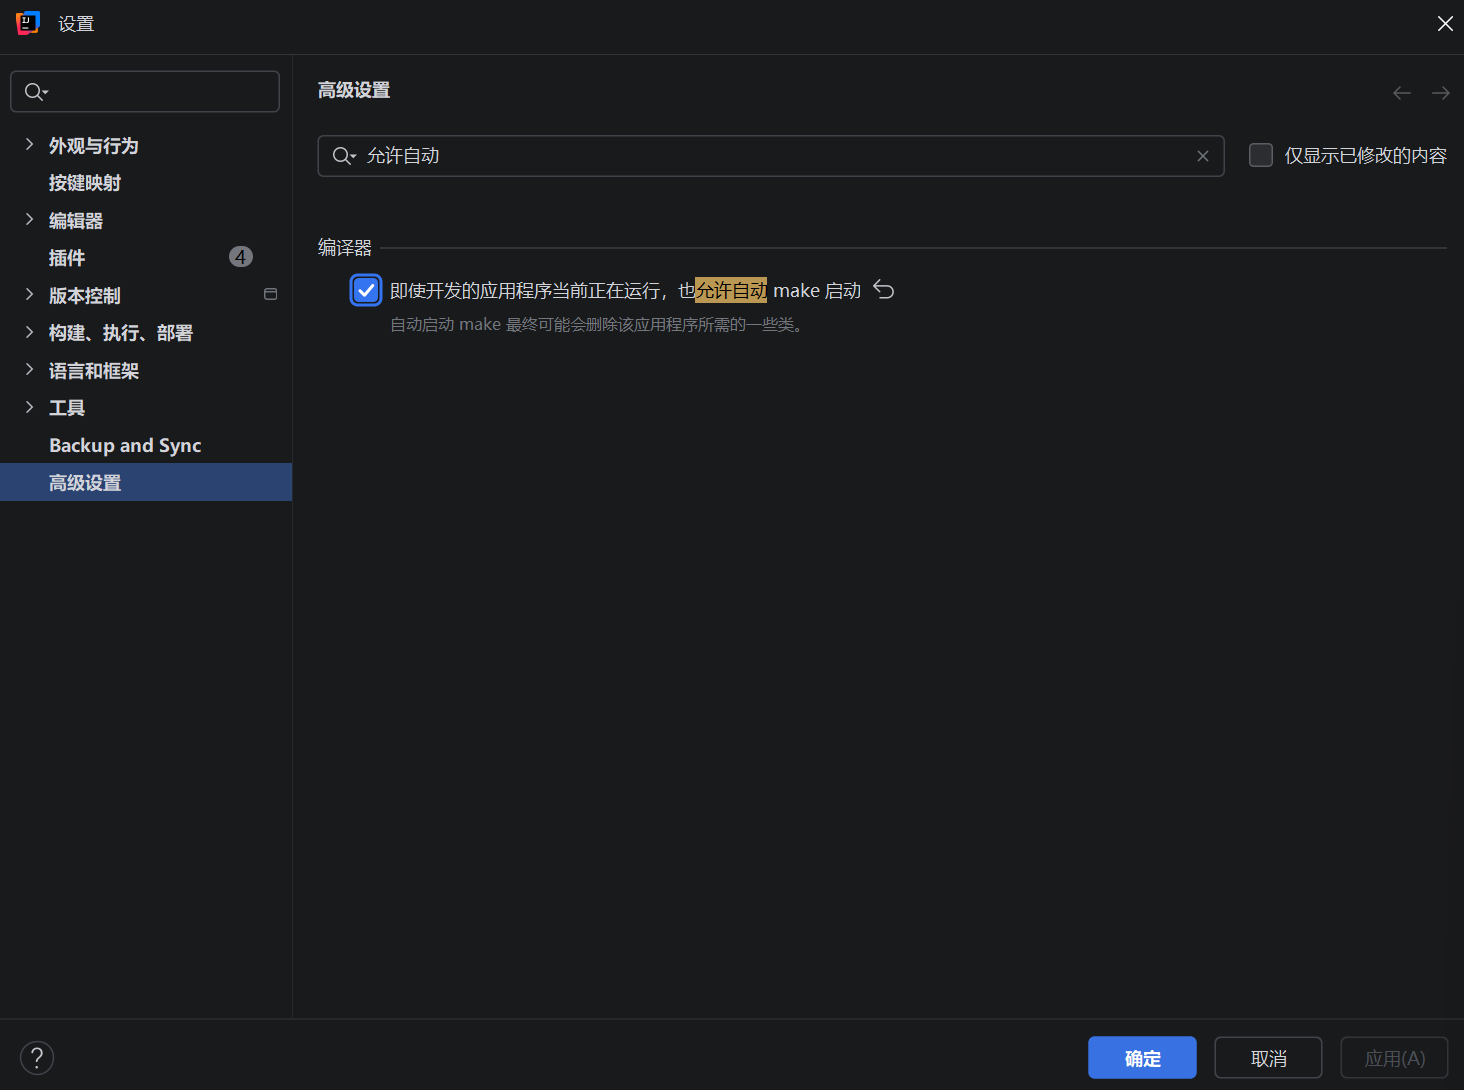 设置
高级设置
允许自动
仅显示已修改的内容
外观与行为
按键映射
编辑器
插件 4
版本控制
构建、执行、部署
语言和框架
工具
Backup and Sync
高级设置
编译器
即使开发的应用程序当前正在运行，也允许自动 make 启动
自动启动 make 最终可能会删除该应用程序所需的一些类。
?
确定
取消
应用(A)